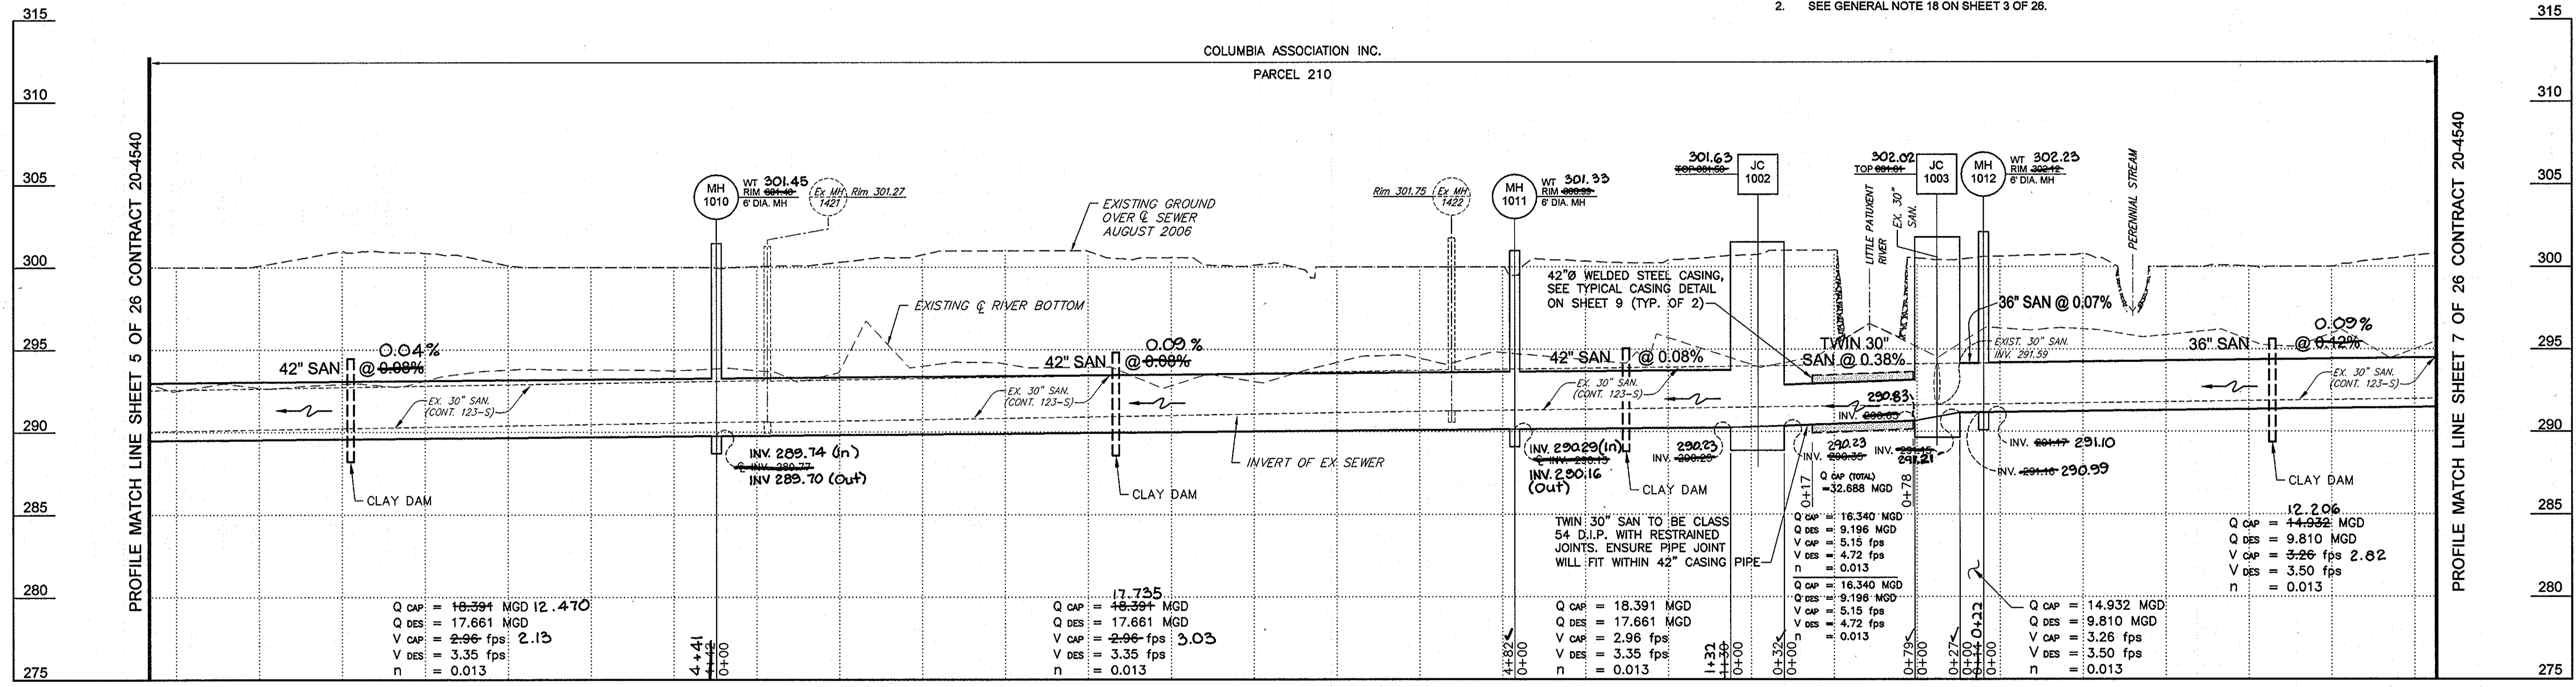 2. SEE GENERAL NOTE 18 ON SHEET 3 OF 26.
315
315
COLUMBIA ASSOCIATION INC.
PARCEL 210
310
310
305
305
300
300
295
295
290
290
285
285
280
280
275
275
PROFILE MATCH LINE SHEET 5 OF 26 CONTRACT 20-4540
PROFILE MATCH LINE SHEET 7 OF 26 CONTRACT 20-4540
MH
1010
WT 301.45
RIM 301.40
6' DIA. MH
Ex MH
1421
Rim 301.27
EXISTING GROUND
OVER ℄ SEWER
AUGUST 2006
EXISTING ℄ RIVER BOTTOM
Rim 301.75
Ex MH
1422
MH
1011
WT 301.33
RIM
6' DIA. MH
301.63
TOP
JC
1002
302.02
TOP
JC
1003
MH
1012
WT 302.23
RIM 302.12
6' DIA. MH
LITTLE PATUXENT
RIVER
EX. 30"
SAN.
PERENNIAL STREAM
42"Ø WELDED STEEL CASING,
SEE TYPICAL CASING DETAIL
ON SHEET 9 (TYP. OF 2)
36" SAN @ 0.07%
0.04%
42" SAN @ 0.08%
0.09%
42" SAN @ 0.08%
42" SAN @ 0.08%
TWIN 30"
SAN @ 0.38%
EXIST. 30" SAN.
INV. 291.59
0.09%
36" SAN @ 0.12%
EX. 30" SAN.
(CONT. 123-S)
EX. 30" SAN.
(CONT. 123-S)
EX. 30" SAN.
(CONT. 123-S)
EX. 30" SAN.
(CONT. 123-S)
290.83
INV.
INV. 289.74 (in)
℄ INV. 289.77
INV 289.70 (Out)
INVERT OF EX SEWER
INV. 290.29 (In)
℄ INV. 290.13
INV. 290.16
(Out)
290.23
INV. 290.25
290.23
INV. 290.35
INV. 291.15
291.21
INV. 291.17 291.10
INV. 291.16 290.99
CLAY DAM
CLAY DAM
CLAY DAM
CLAY DAM
Q CAP (TOTAL)
=32.688 MGD
0+17
0+78
TWIN 30" SAN TO BE CLASS
54 D.I.P. WITH RESTRAINED
JOINTS. ENSURE PIPE JOINT
WILL FIT WITHIN 42" CASING PIPE
Q CAP = 16.340 MGD
Q DES = 9.196 MGD
V CAP = 5.15 fps
V DES = 4.72 fps
n = 0.013
Q CAP = 16.340 MGD
Q DES = 9.196 MGD
V CAP = 5.15 fps
V DES = 4.72 fps
n = 0.013
12.206
Q CAP = 14.932 MGD
Q DES = 9.810 MGD
V CAP = 3.26 fps 2.82
V DES = 3.50 fps
n = 0.013
Q CAP = 18.391 MGD 12.470
Q DES = 17.661 MGD
V CAP = 2.96 fps 2.13
V DES = 3.35 fps
n = 0.013
17.735
Q CAP = 18.391 MGD
Q DES = 17.661 MGD
V CAP = 2.96 fps 3.03
V DES = 3.35 fps
n = 0.013
Q CAP = 18.391 MGD
Q DES = 17.661 MGD
V CAP = 2.96 fps
V DES = 3.35 fps
n = 0.013
Q CAP = 14.932 MGD
Q DES = 9.810 MGD
V CAP = 3.26 fps
V DES = 3.50 fps
n = 0.013
4+41
4+42
0+00
4+82
0+00
1+32
1+30
0+00
0+32
0+00
0+79
0+00
0+27
0+00
0+14 0+22
0+00